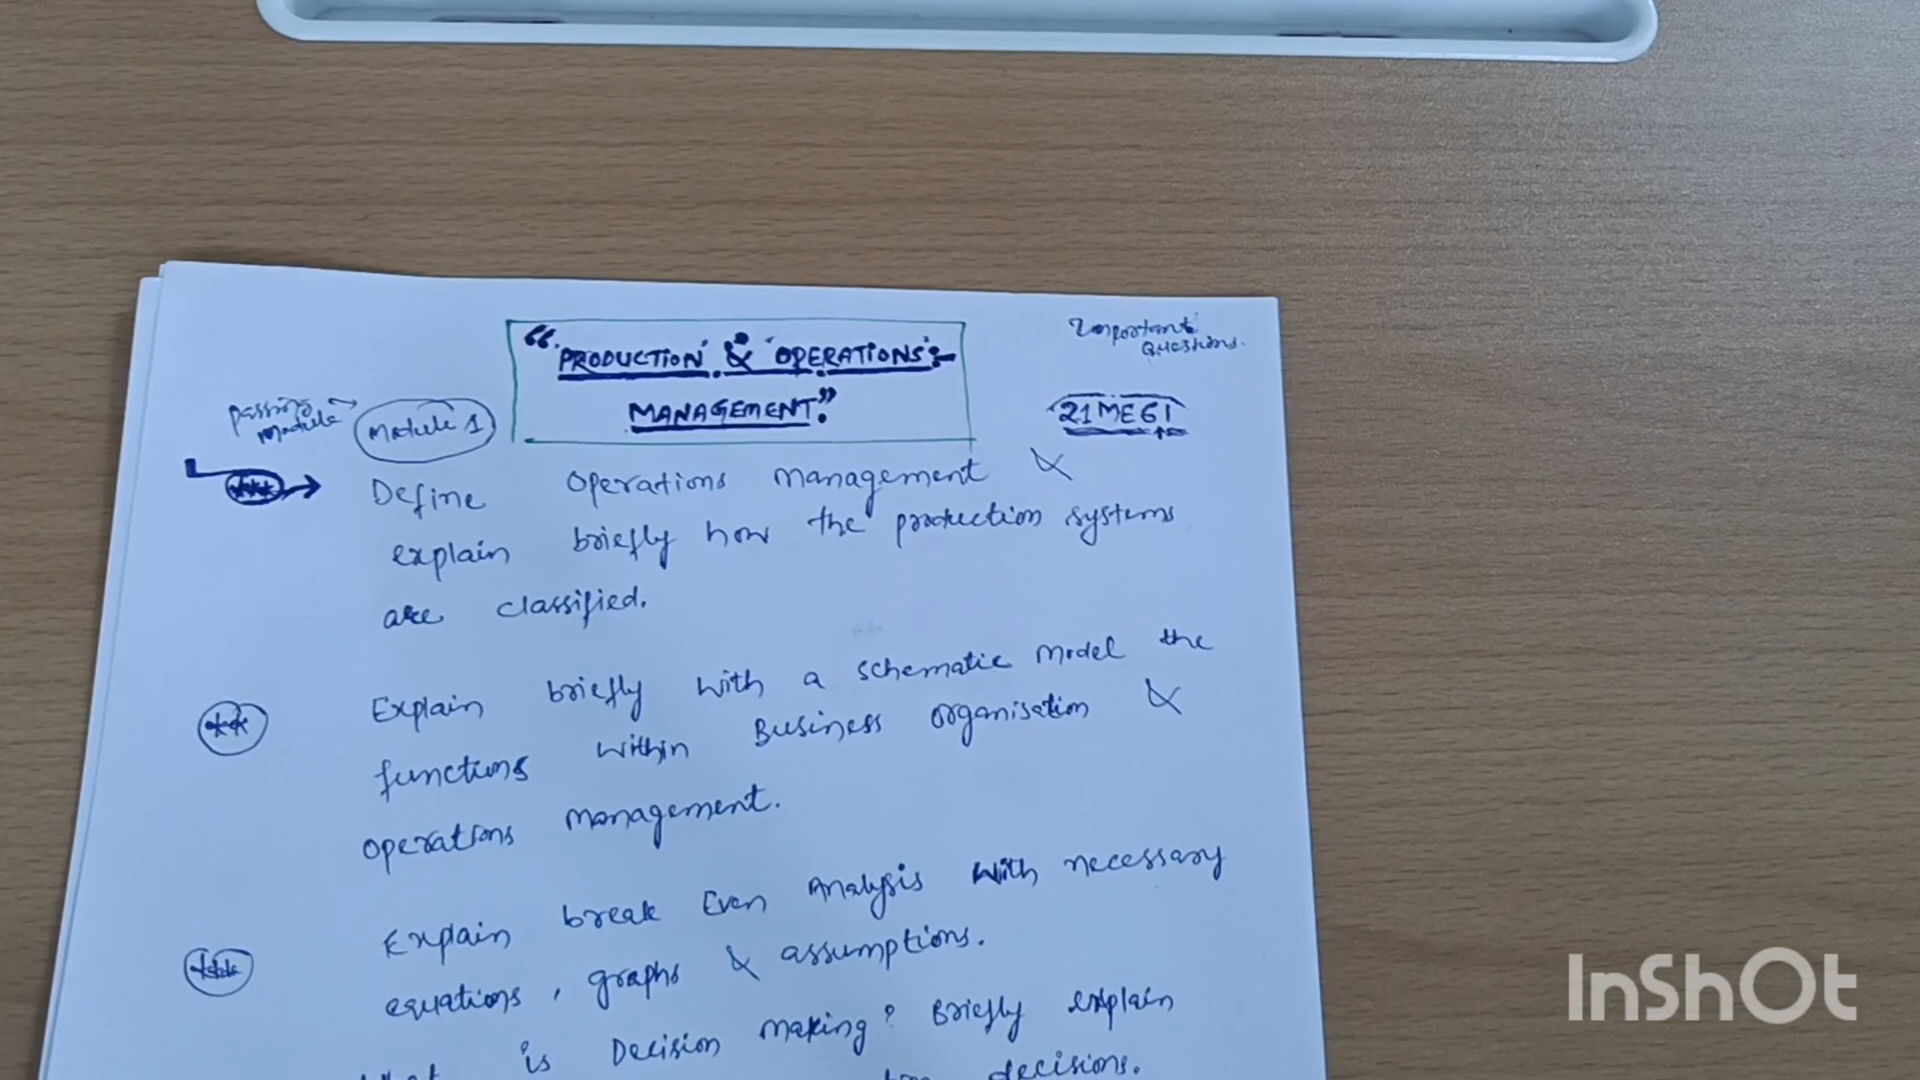 Important
Questions.
"PRODUCTION & OPERATIONS:-
MANAGEMENT."
21ME61
Passing
Module
Module 1
*** Define Operations Management &
explain briefly how the production systems
are classified.
** Explain briefly with a schematic Model the
functions within Business organisation &
operations management.
*** Explain break Even Analysis with necessary
equations, graphs & assumptions.
is Decision Making? Briefly explain
decisions.
InShOt